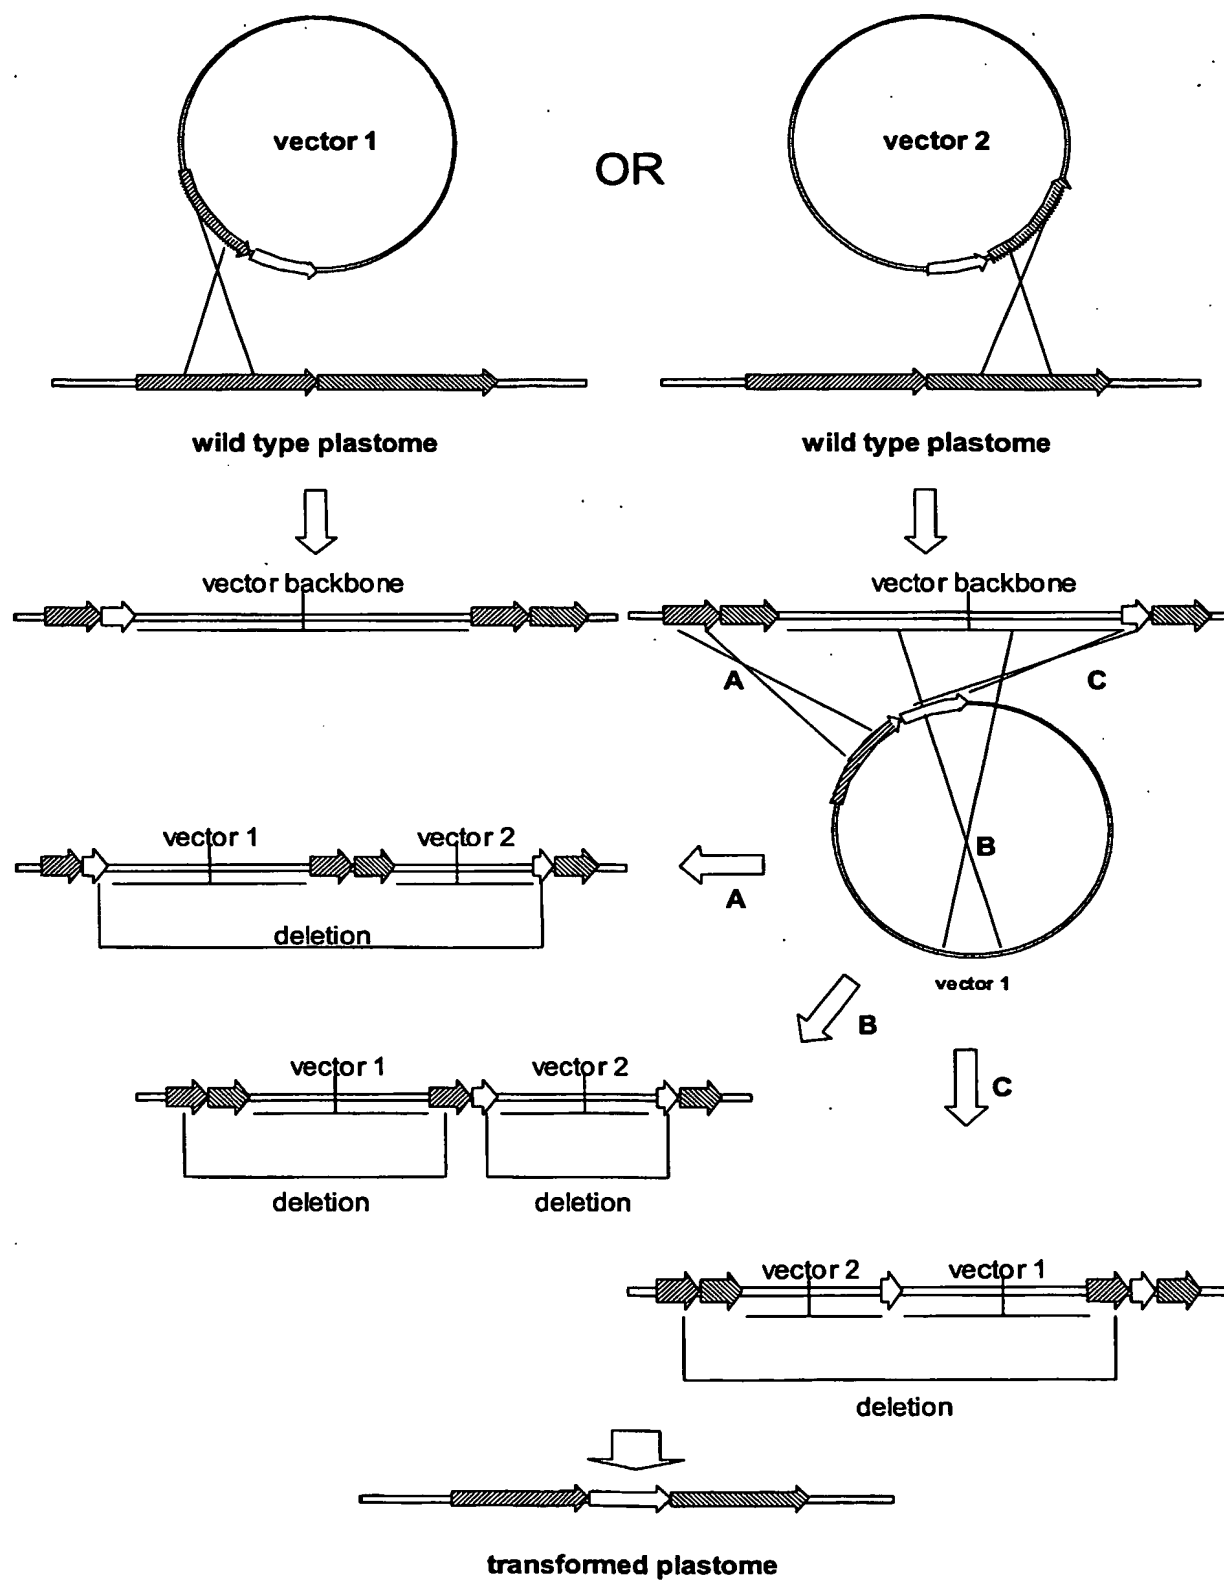 vector 1
OR
vector 2
wild type plastome
wild type plastome
vector backbone
vector backbone
A
C
B
vector 1
vector 1
vector 2
deletion
A
B
vector 1
vector 2
deletion
deletion
C
vector 2
vector 1
deletion
transformed plastome